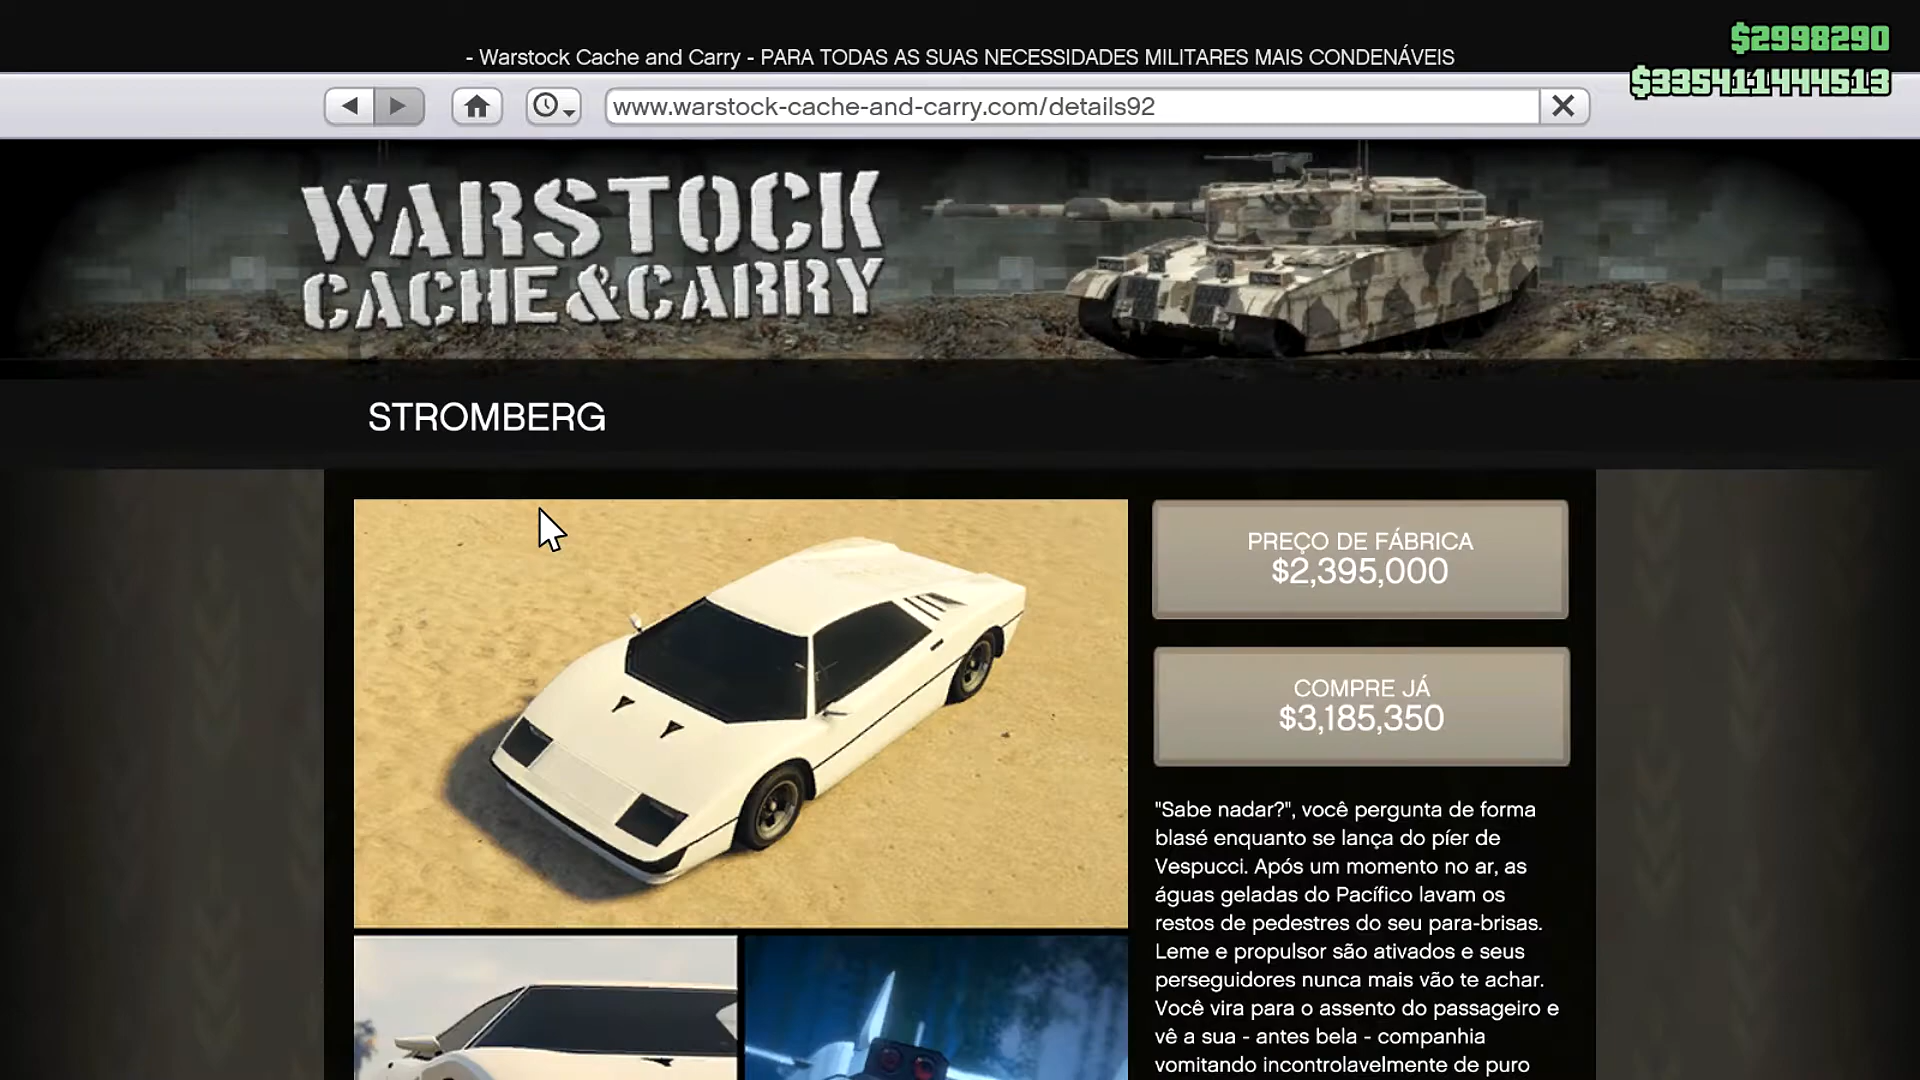 - Warstock Cache and Carry - PARA TODAS AS SUAS NECESSIDADES MILITARES MAIS CONDENÁVEIS
$2998290
$335411444513
www.warstock-cache-and-carry.com/details92
WARSTOCK
CACHE&CARRY
STROMBERG
PREÇO DE FÁBRICA
$2,395,000
COMPRE JÁ
$3,185,350
"Sabe nadar?", você pergunta de forma
blasé enquanto se lança do píer de
Vespucci. Após um momento no ar, as
águas geladas do Pacífico lavam os
restos de pedestres do seu para-brisas.
Leme e propulsor são ativados e seus
perseguidores nunca mais vão te achar.
Você vira para o assento do passageiro e
vê a sua - antes bela - companhia
vomitando incontrolavelmente de puro